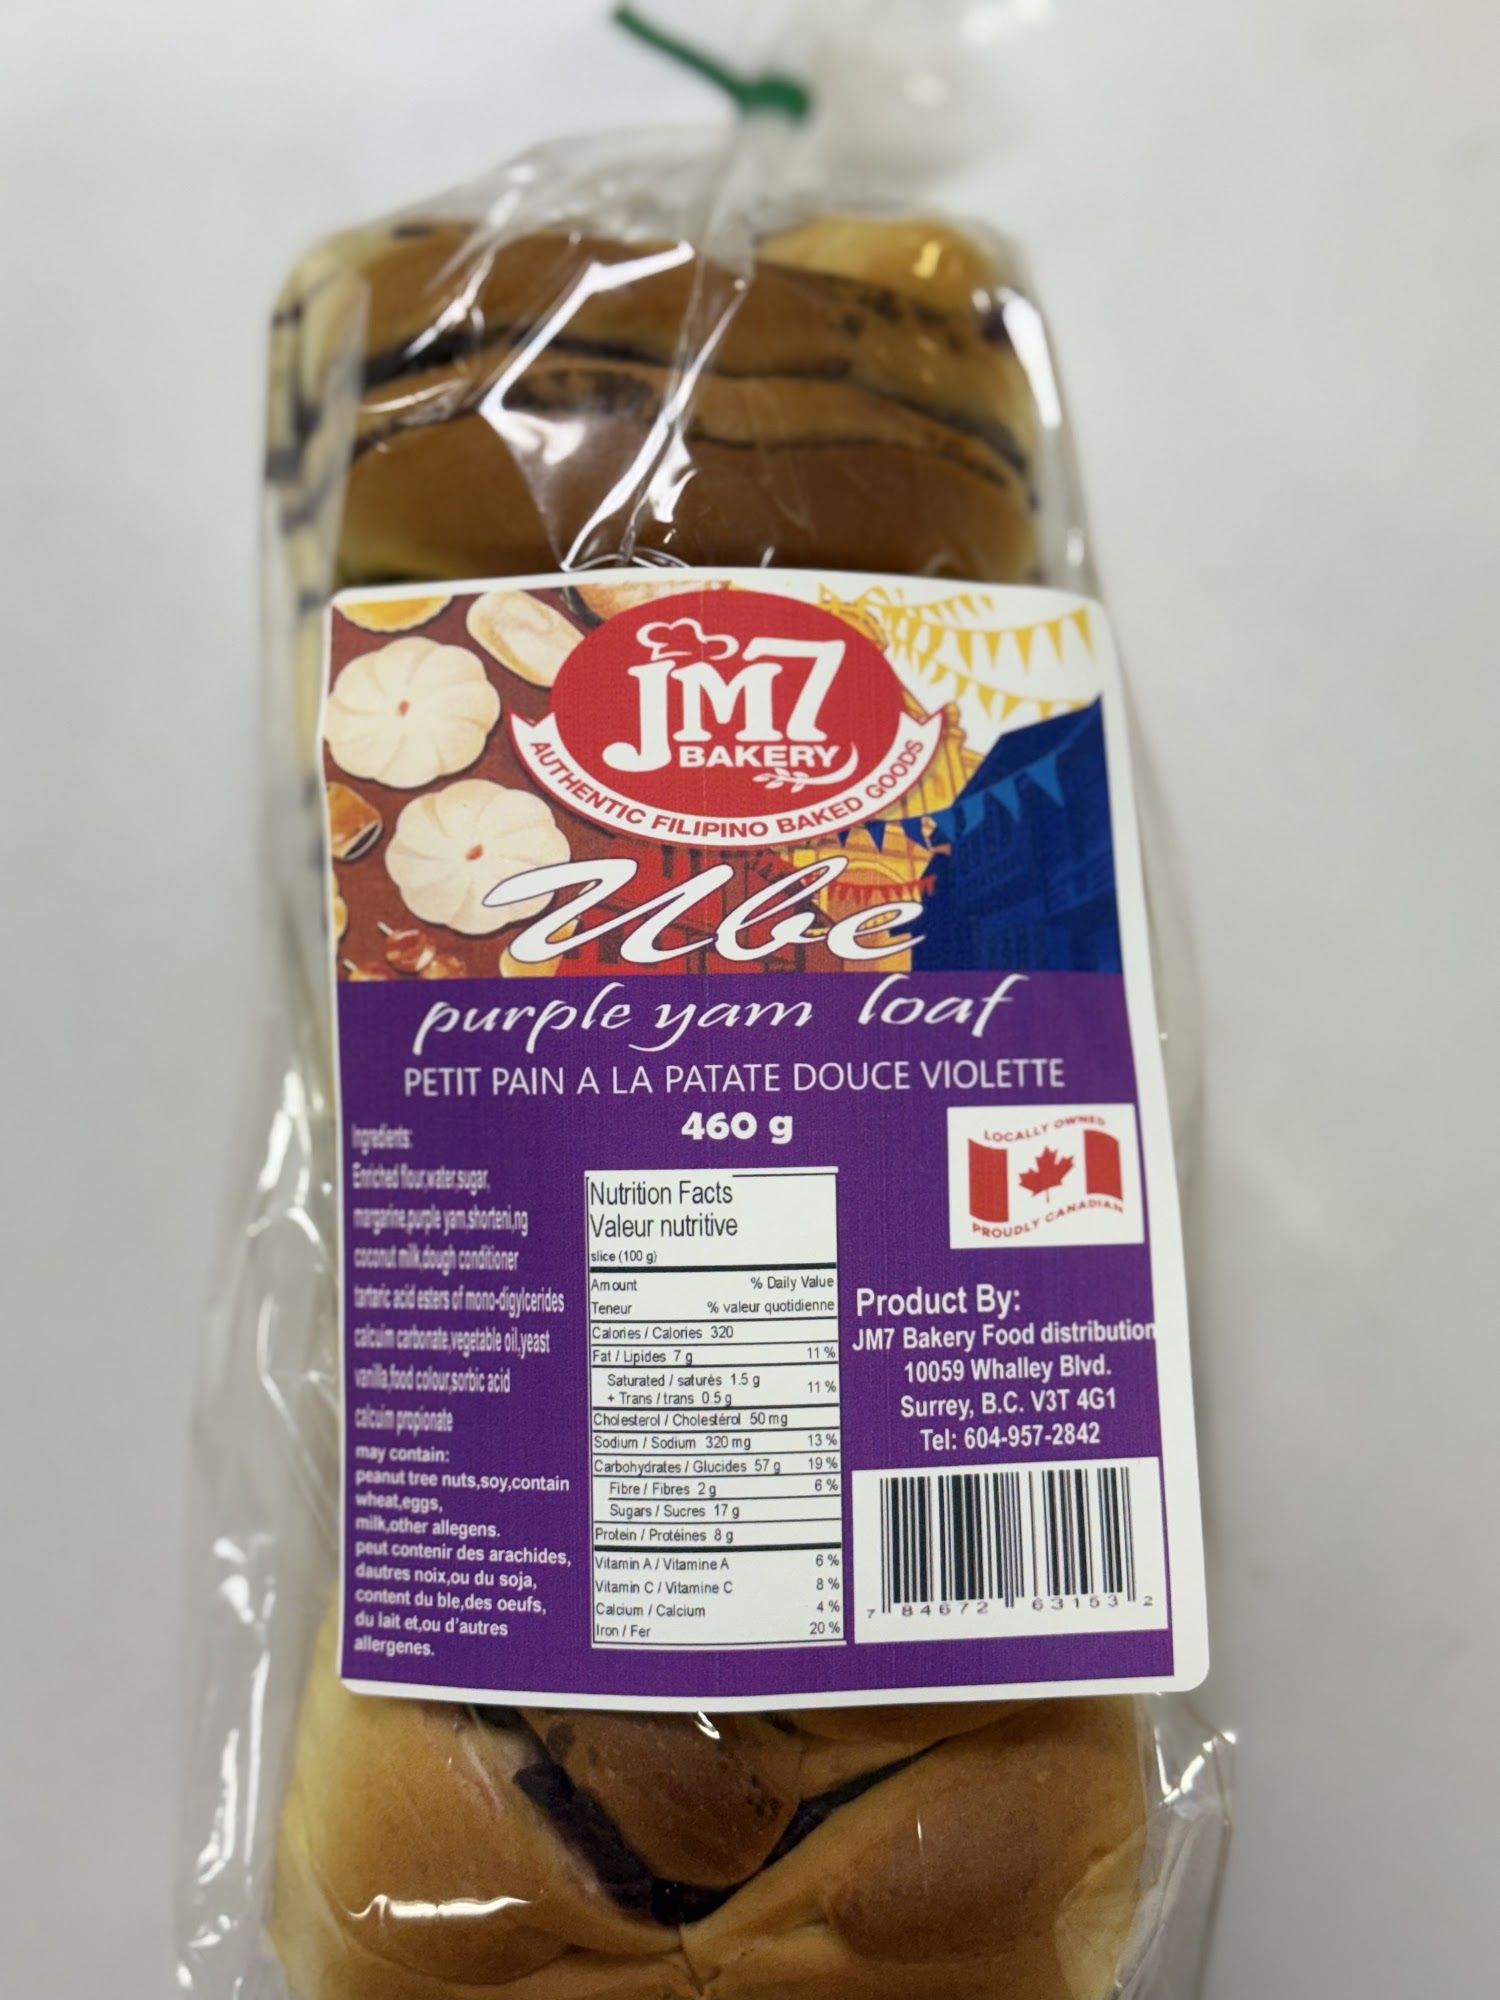 JM7
BAKERY
AUTHENTIC FILIPINO BAKED GOODS
Ube
purple yam loaf
PETIT PAIN A LA PATATE DOUCE VIOLETTE
460 g
Ingredients:
Enriched flour,water,sugar,
margarine,purple yam,shorteni,ng
coconut milk,dough conditioner
tartaric acid esters of mono-digylcerides
calcuim carbonate,vegetable oil,yeast
vanilla,food colour,sorbic acid
calcuim propionate
may contain:
peanut tree nuts,soy,contain
wheat,eggs,
milk,other allegens.
peut contenir des arachides,
dautres noix,ou du soja,
content du ble,des oeufs,
du lait et,ou d'autres
allergenes.
Nutrition Facts
Valeur nutritive
slice (100 g)
Amount % Daily Value
Teneur % valeur quotidienne
Calories / Calories 320
Fat / Lipides 7 g 11 %
Saturated / saturés 1.5 g
+ Trans / trans 0.5 g 11 %
Cholesterol / Cholestérol 50 mg
Sodium / Sodium 320 mg 13 %
Carbohydrates / Glucides 57 g 19 %
Fibre / Fibres 2 g 6 %
Sugars / Sucres 17 g
Protein / Protéines 8 g
Vitamin A / Vitamine A 6 %
Vitamin C / Vitamine C 8 %
Calcium / Calcium 4 %
Iron / Fer 20 %
LOCALLY OWNED
PROUDLY CANADIAN
Product By:
JM7 Bakery Food distribution
10059 Whalley Blvd.
Surrey, B.C. V3T 4G1
Tel: 604-957-2842
7 84672 63153 2